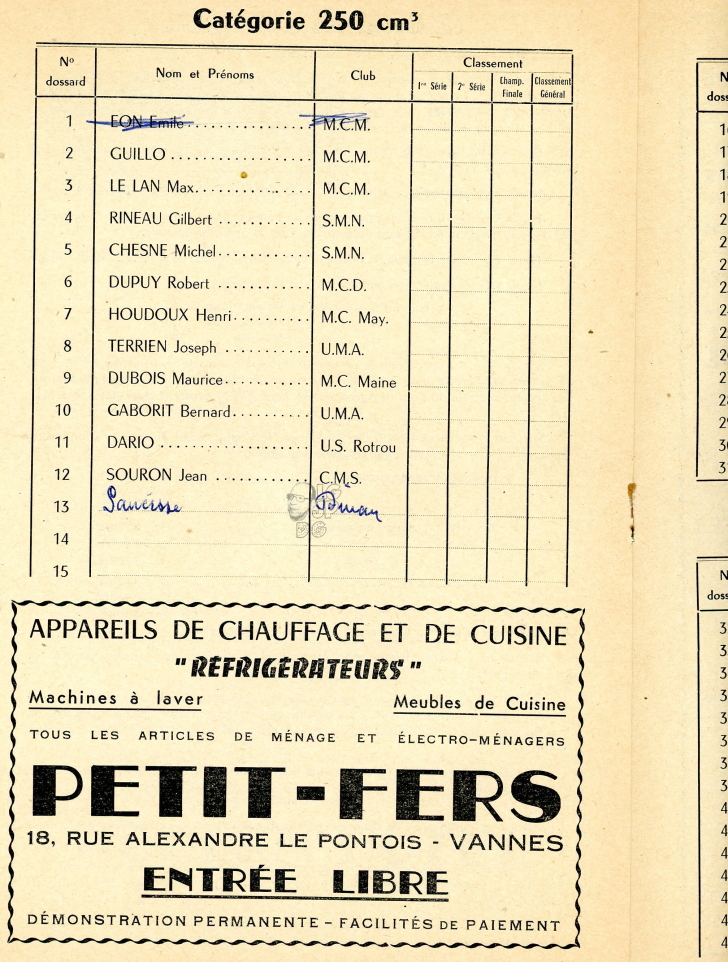 Catégorie 250 cm³
N° dossard Nom et Prénoms Club Classement
1re Série 2e Série Champ. Finale Classement Général
1 EON Emile M.C.M.
2 GUILLO M.C.M.
3 LE LAN Max M.C.M.
4 RINEAU Gilbert S.M.N.
5 CHESNE Michel S.M.N.
6 DUPUY Robert M.C.D.
7 HOUDOUX Henri M.C. May.
8 TERRIEN Joseph U.M.A.
9 DUBOIS Maurice M.C. Maine
10 GABORIT Bernard U.M.A.
11 DARIO U.S. Rotrou
12 SOURON Jean C.M.S.
13 Dinan
14
15
APPAREILS DE CHAUFFAGE ET DE CUISINE
"RÉFRIGÉRATEURS"
Machines à laver Meubles de Cuisine
TOUS LES ARTICLES DE MÉNAGE ET ÉLECTRO-MÉNAGERS
PETIT-FERS
18, RUE ALEXANDRE LE PONTOIS - VANNES
ENTRÉE LIBRE
DÉMONSTRATION PERMANENTE - FACILITÉS DE PAIEMENT